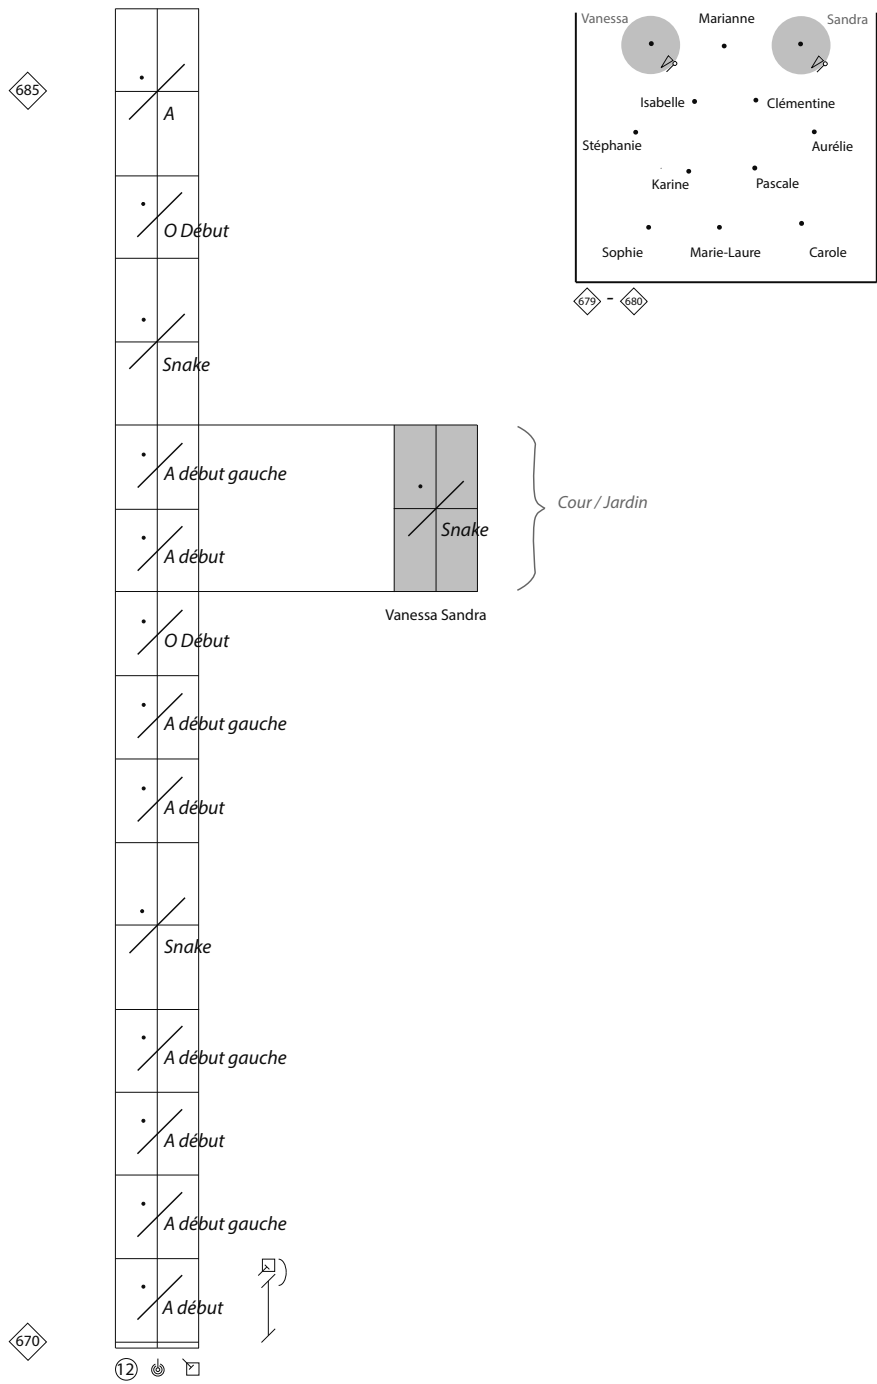 Vanessa Marianne Sandra
685
Isabelle Clémentine
A
Stéphanie Aurélie
Karine Pascale
O Début
Sophie Marie-Laure Carole
679 - 680
Snake
A début gauche
Cour / Jardin
Snake
A début
Vanessa Sandra
O Début
A début gauche
A début
Snake
A début gauche
A début
A début gauche
A début
670
12